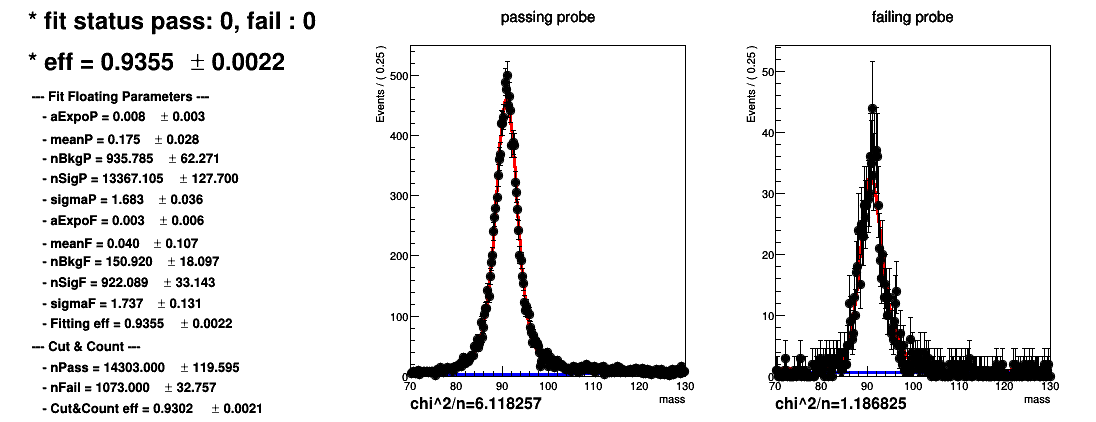 * fit status pass: 0, fail : 0
* eff = 0.9355 ± 0.0022
--- Fit Floating Parameters ---
- aExpoP = 0.008 ± 0.003
- meanP = 0.175 ± 0.028
- nBkgP = 935.785 ± 62.271
- nSigP = 13367.105 ± 127.700
- sigmaP = 1.683 ± 0.036
- aExpoF = 0.003 ± 0.006
- meanF = 0.040 ± 0.107
- nBkgF = 150.920 ± 18.097
- nSigF = 922.089 ± 33.143
- sigmaF = 1.737 ± 0.131
- Fitting eff = 0.9355 ± 0.0022
--- Cut & Count ---
- nPass = 14303.000 ± 119.595
- nFail = 1073.000 ± 32.757
- Cut&Count eff = 0.9302 ± 0.0021
passing probe
Events / ( 0.25 )
500
400
300
200
100
0
70 80 90 100 110 120 130
mass
chi^2/n=6.118257
failing probe
Events / ( 0.25 )
50
40
30
20
10
0
70 80 90 100 110 120 130
mass
chi^2/n=1.186825